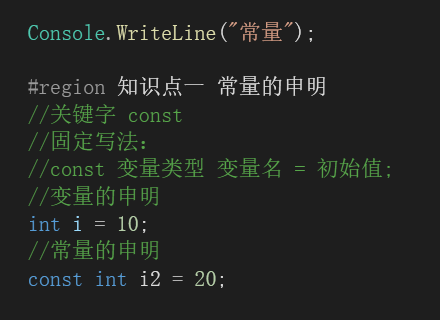 Console.WriteLine("常量");
#region 知识点一 常量的申明
//关键字 const
//固定写法：
//const 变量类型 变量名 = 初始值;
//变量的申明
int i = 10;
//常量的申明
const int i2 = 20;